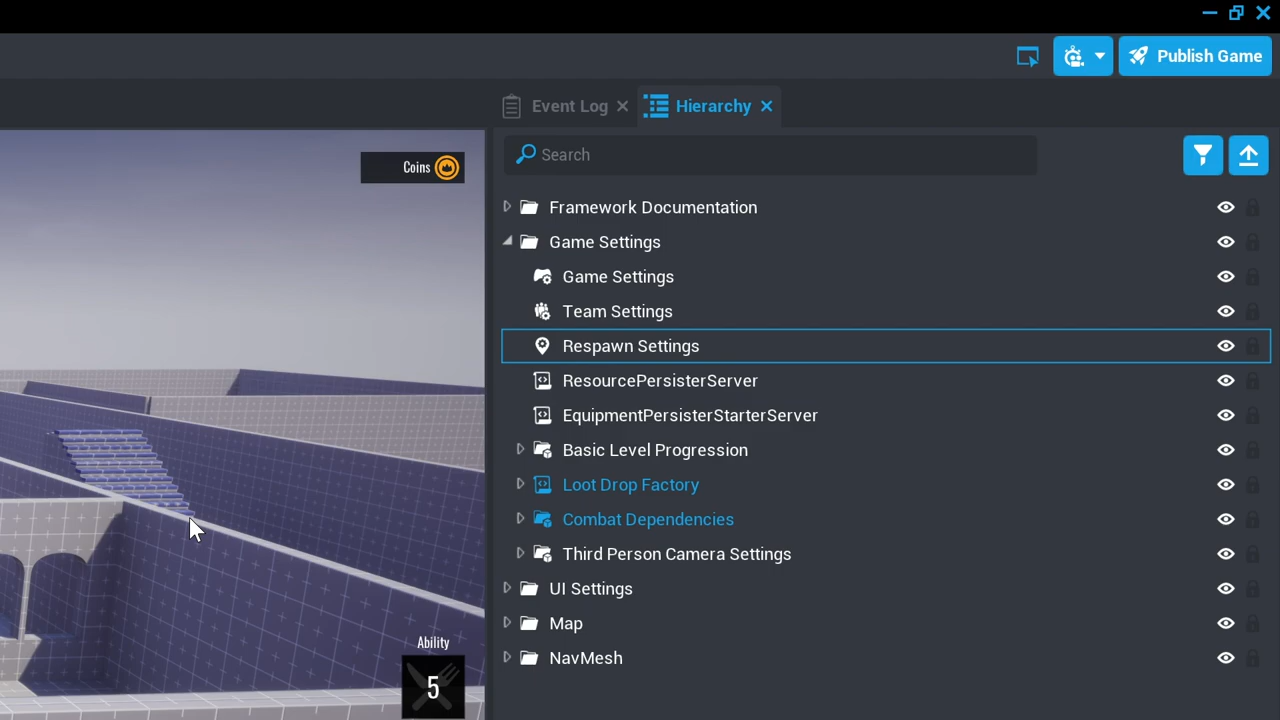 Publish Game
Event Log
Hierarchy
Search
Coins
Framework Documentation
Game Settings
Game Settings
Team Settings
Respawn Settings
ResourcePersisterServer
EquipmentPersisterStarterServer
Basic Level Progression
Loot Drop Factory
Combat Dependencies
Third Person Camera Settings
UI Settings
Map
NavMesh
Ability
5